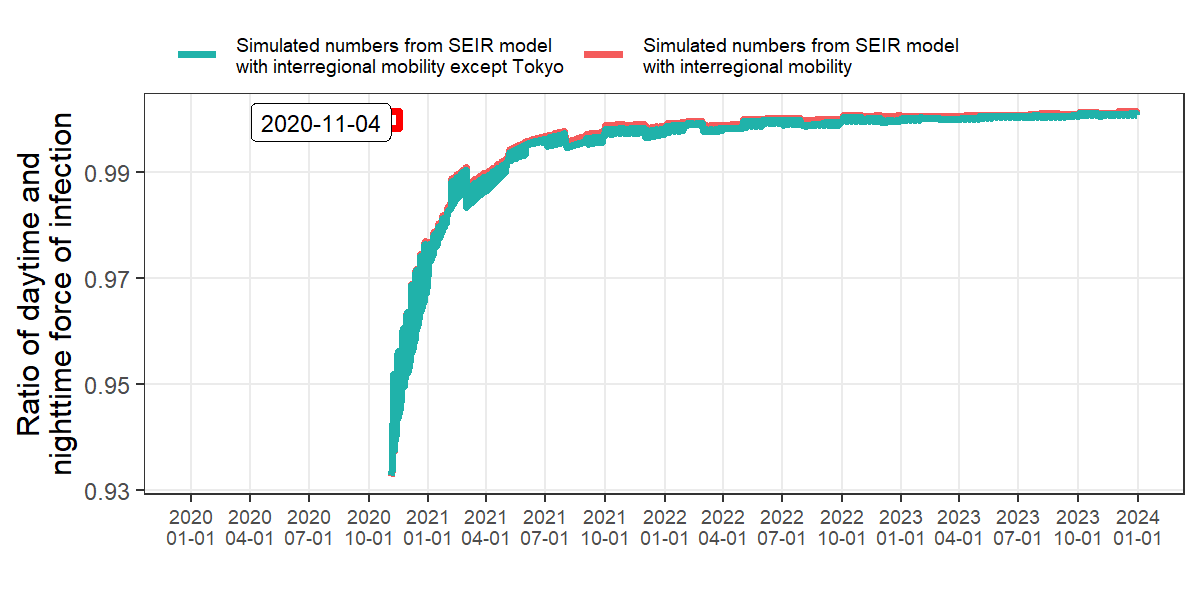 Simulated numbers from SEIR model
with interregional mobility except Tokyo
Simulated numbers from SEIR model
with interregional mobility
2020-11-04
Ratio of daytime and
nighttime force of infection
0.99
0.97
0.95
0.93
2020 2020 2020 2020 2021 2021 2021 2021 2022 2022 2022 2022 2023 2023 2023 2023 2024
01-01 04-01 07-01 10-01 01-01 04-01 07-01 10-01 01-01 04-01 07-01 10-01 01-01 04-01 07-01 10-01 01-01